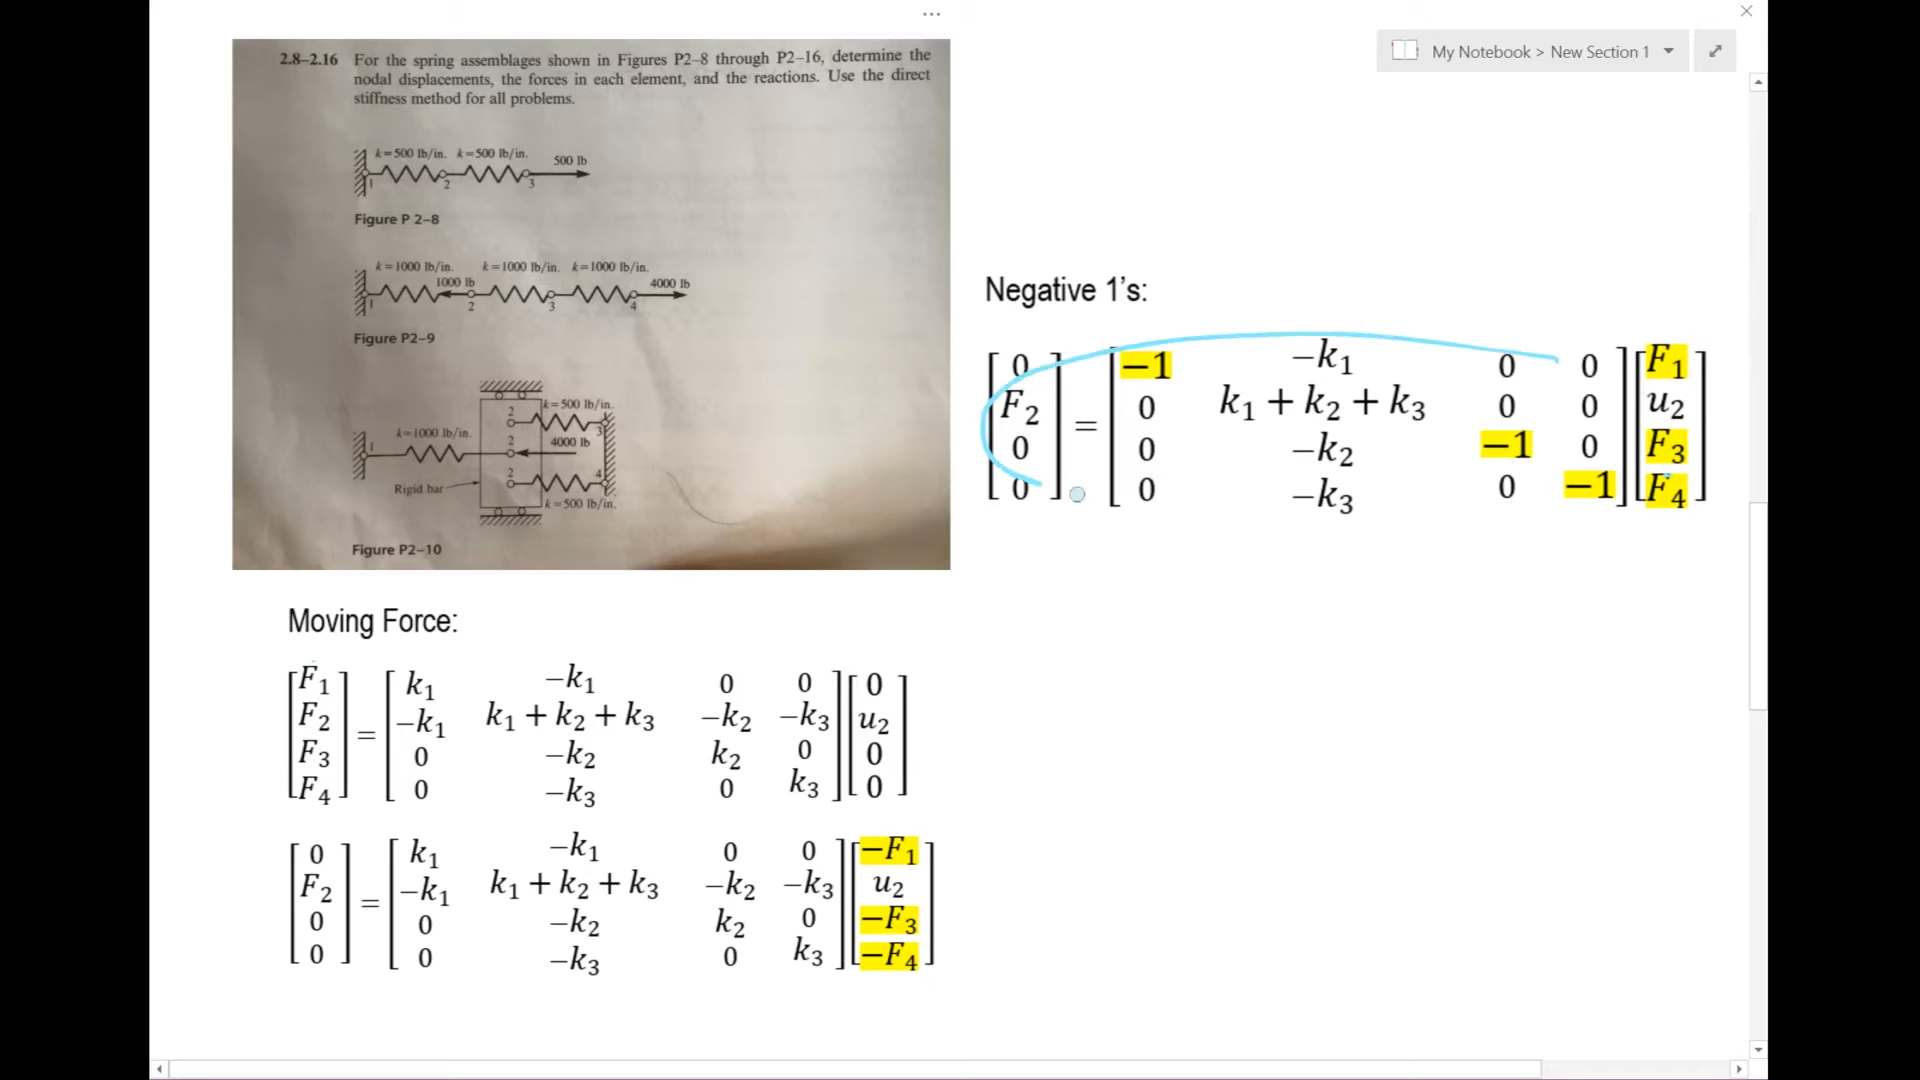 ...
My Notebook > New Section 1
2.8–2.16 For the spring assemblages shown in Figures P2–8 through P2–16, determine the
nodal displacements, the forces in each element, and the reactions. Use the direct
stiffness method for all problems.
k=500 lb/in. k=500 lb/in.
500 lb
1 2 3
Figure P 2–8
k=1000 lb/in. k=1000 lb/in. k=1000 lb/in.
1000 lb 4000 lb
1 2 3 4
Figure P2–9
k=500 lb/in.
2
3
k=1000 lb/in.
1 2 4000 lb
2 4
Rigid bar
k=500 lb/in.
Figure P2–10
Negative 1's:
0 −1 −k₁ 0 0 F₁
F₂ = 0 k₁ + k₂ + k₃ 0 0 u₂
0 0 −k₂ −1 0 F₃
0 0 −k₃ 0 −1 F₄
Moving Force:
F₁ k₁ −k₁ 0 0 0
F₂ = −k₁ k₁ + k₂ + k₃ −k₂ −k₃ u₂
F₃ 0 −k₂ k₂ 0 0
F₄ 0 −k₃ 0 k₃ 0
0 k₁ −k₁ 0 0 −F₁
F₂ = −k₁ k₁ + k₂ + k₃ −k₂ −k₃ u₂
0 0 −k₂ k₂ 0 −F₃
0 0 −k₃ 0 k₃ −F₄